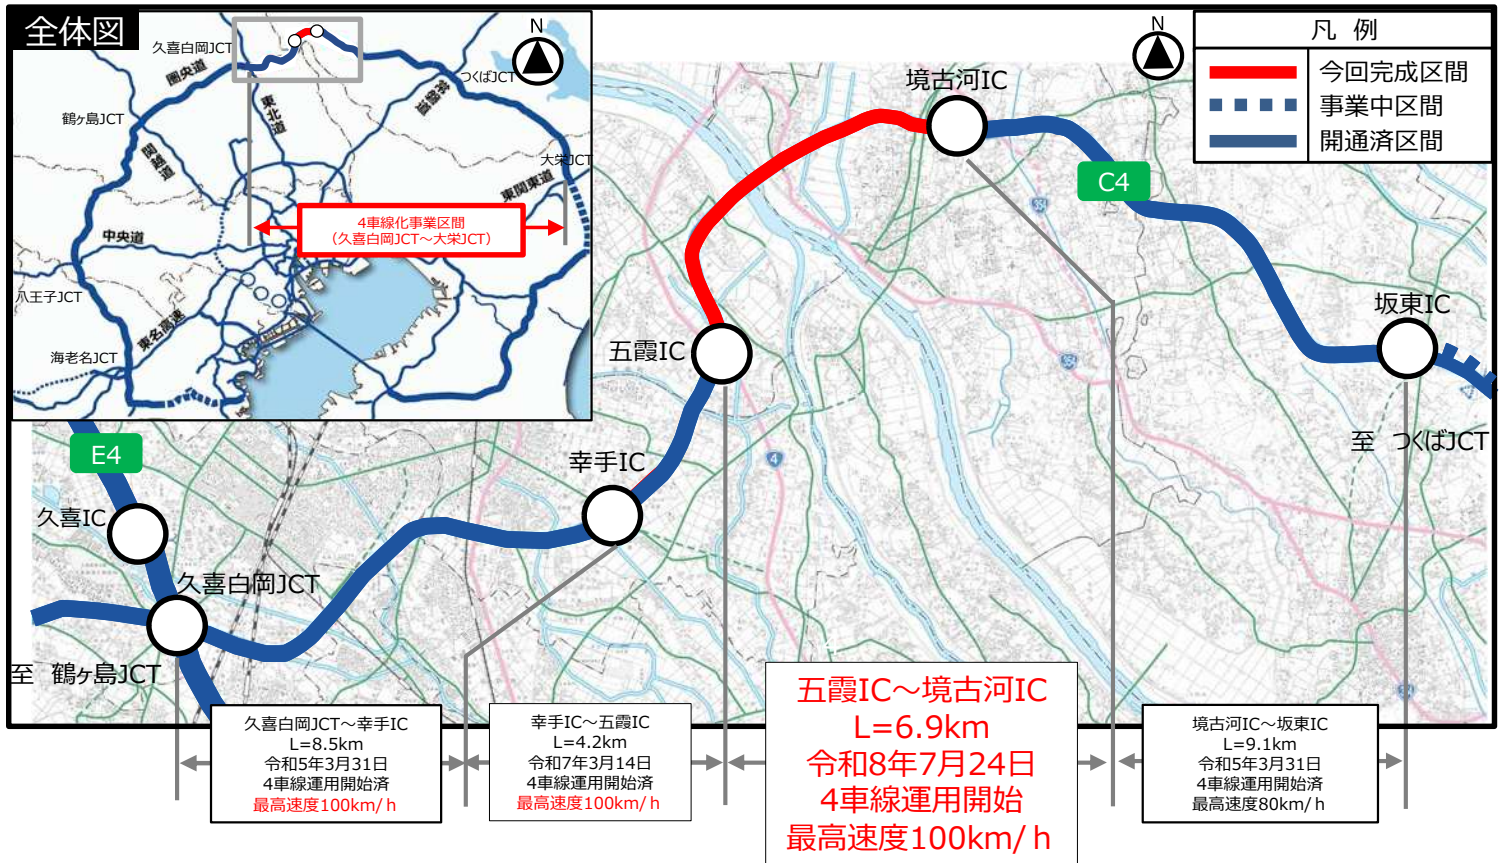 全体図
久喜白岡JCT
圏央道
鶴ヶ島JCT
関越道
東北道
常磐道
つくばJCT
大栄JCT
東関東道
4車線化事業区間
（久喜白岡JCT～大栄JCT）
中央道
八王子JCT
東名高速
海老名JCT
N
N
凡 例
今回完成区間
事業中区間
開通済区間
境古河IC
C4
354
354
坂東IC
至 つくばJCT
五霞IC
4
幸手IC
E4
久喜IC
久喜白岡JCT
至 鶴ヶ島JCT
久喜白岡JCT～幸手IC
L=8.5km
令和5年3月31日
4車線運用開始済
最高速度100km/h
幸手IC～五霞IC
L=4.2km
令和7年3月14日
4車線運用開始済
最高速度100km/h
五霞IC～境古河IC
L=6.9km
令和8年7月24日
4車線運用開始
最高速度100km/h
境古河IC～坂東IC
L=9.1km
令和5年3月31日
4車線運用開始済
最高速度80km/h